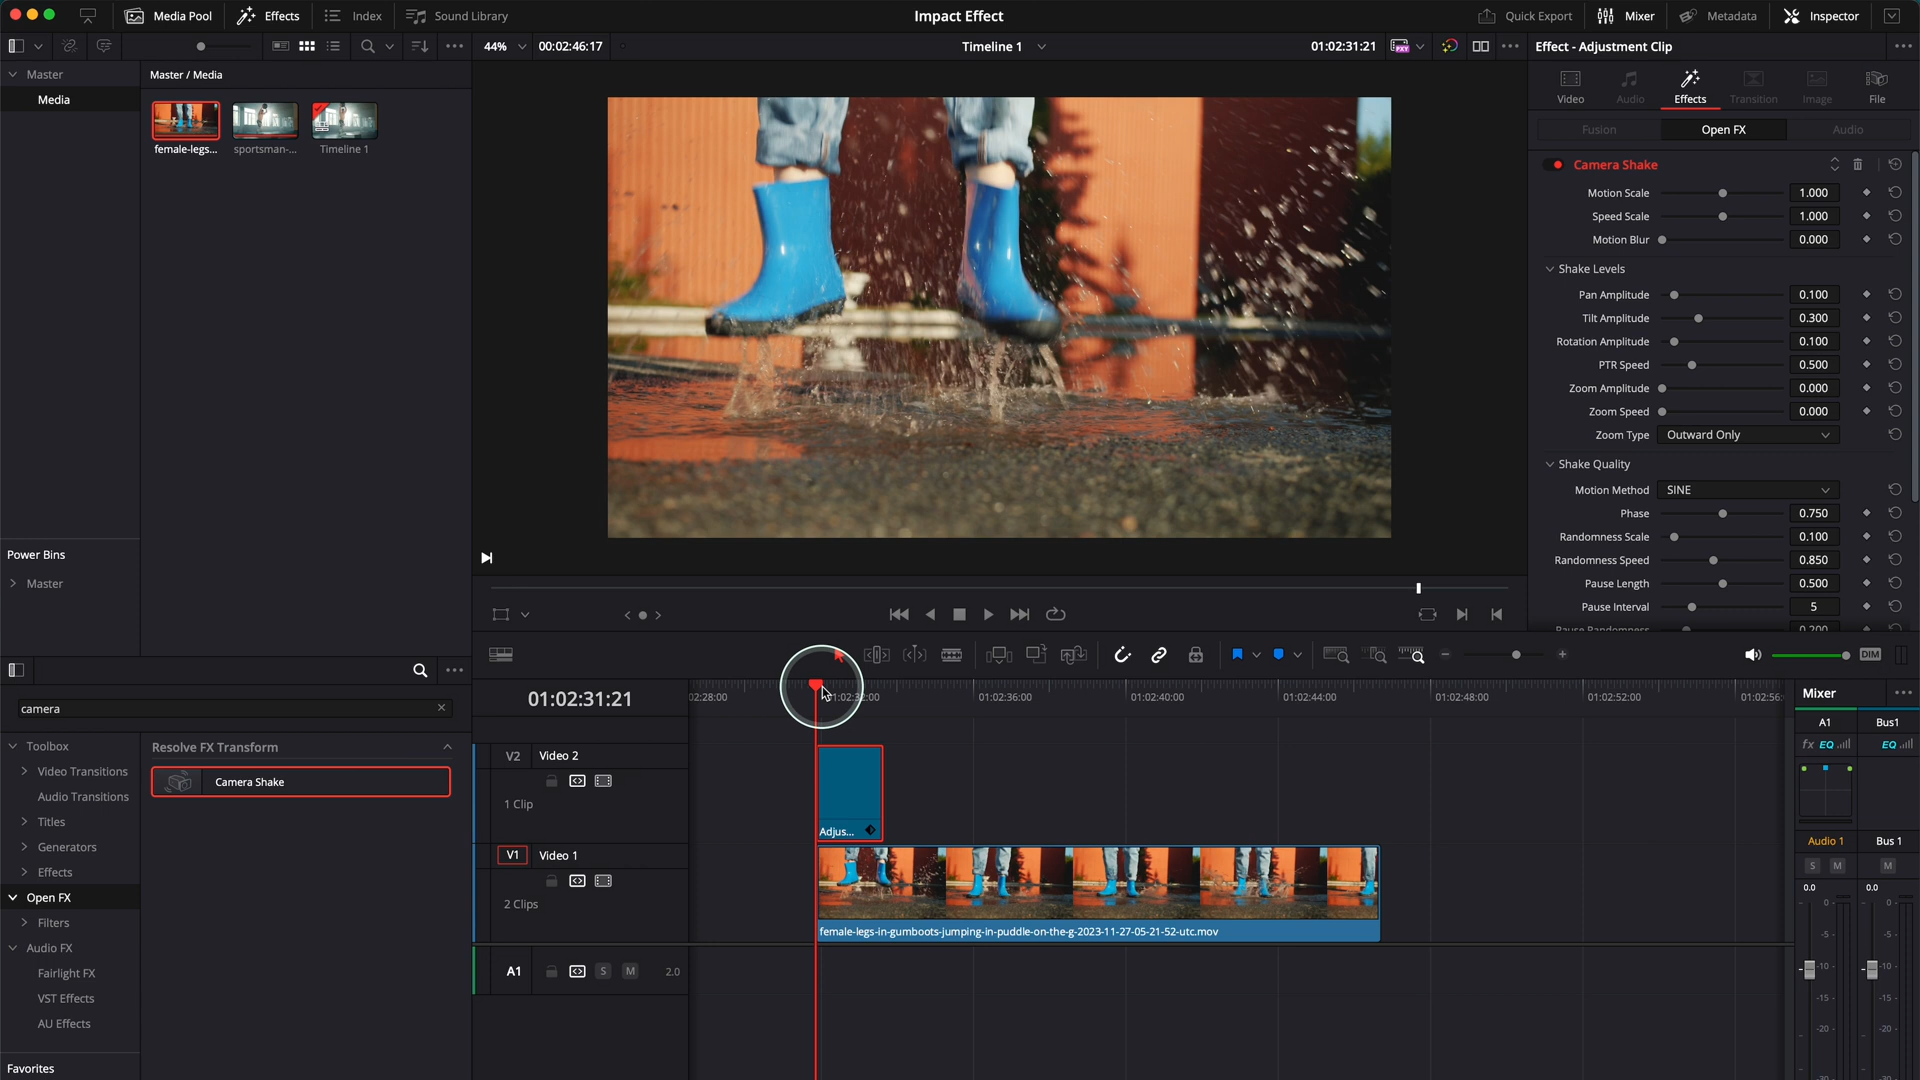 Media Pool
Effects
Index
Sound Library
Impact Effect
Quick Export
Mixer
Metadata
Inspector
44%
00:02:46:17
Timeline 1
01:02:31:21
Effect - Adjustment Clip
Master
Master / Media
Media
female-legs...
sportsman-...
Timeline 1
Video
Audio
Effects
Transition
Image
File
Fusion
Open FX
Audio
Camera Shake
Motion Scale 1.000
Speed Scale 1.000
Motion Blur 0.000
Shake Levels
Pan Amplitude 0.100
Tilt Amplitude 0.300
Rotation Amplitude 0.100
PTR Speed 0.500
Zoom Amplitude 0.000
Zoom Speed 0.000
Zoom Type Outward Only
Shake Quality
Motion Method SINE
Phase 0.750
Randomness Scale 0.100
Randomness Speed 0.850
Pause Length 0.500
Pause Interval 5
Pause Randomness 0.200
Power Bins
Master
camera
Toolbox
Video Transitions
Audio Transitions
Titles
Generators
Effects
Open FX
Filters
Audio FX
Fairlight FX
VST Effects
AU Effects
Favorites
Resolve FX Transform
Camera Shake
DIM
01:02:31:21
02:28:00
01:02:36:00
01:02:40:00
01:02:44:00
01:02:48:00
01:02:52:00
01:02:56:
V2 Video 2
1 Clip
Adjus...
V1 Video 1
2 Clips
female-legs-in-gumboots-jumping-in-puddle-on-the-g-2023-11-27-05-21-52-utc.mov
A1 S M 2.0
Mixer
A1 Bus1
fx EQ EQ
Audio 1 Bus 1
S M M
0.0 0.0
0- 0-
-5- -5-
-10- -10-
-15- -15-
-20- -20-